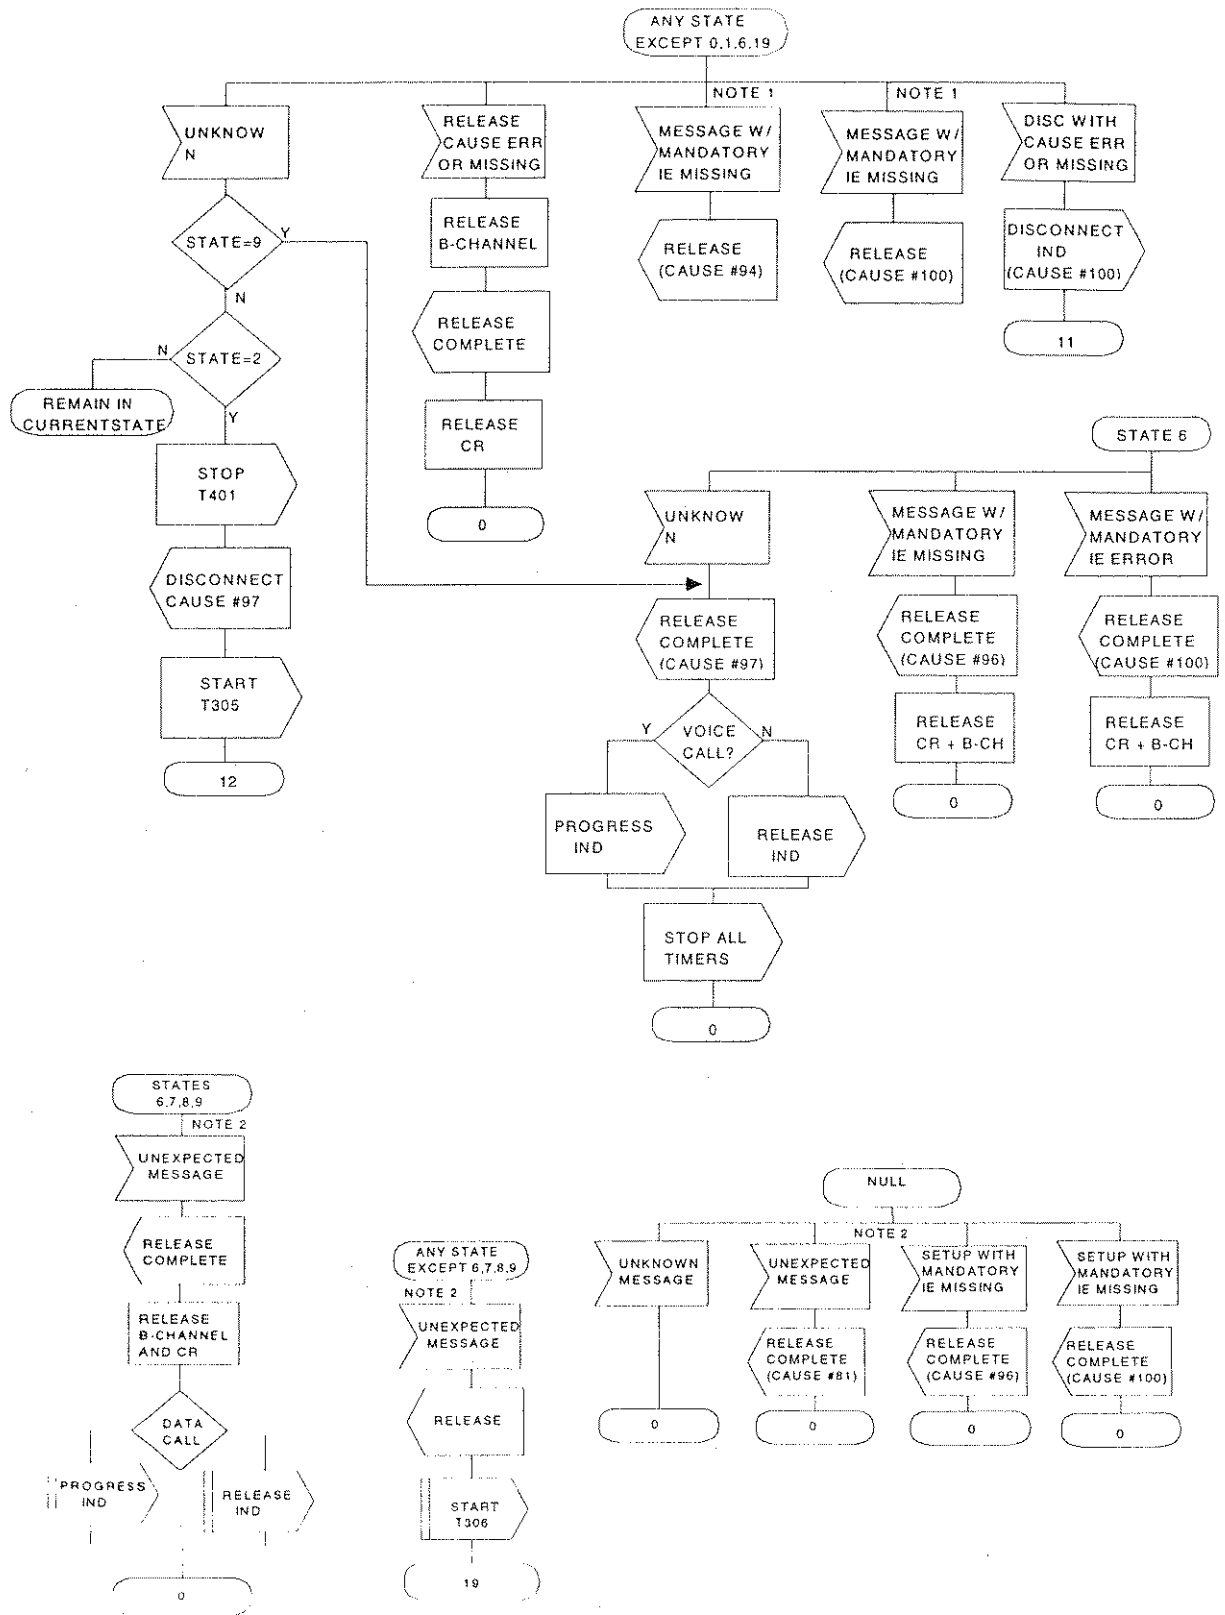 ANY STATE
EXCEPT 0,1,6,19
NOTE 1
NOTE 1
UNKNOW
N
RELEASE
CAUSE ERR
OR MISSING
MESSAGE W/
MANDATORY
IE MISSING
MESSAGE W/
MANDATORY
IE MISSING
DISC WITH
CAUSE ERR
OR MISSING
STATE=9
Y
N
RELEASE
B-CHANNEL
RELEASE
(CAUSE #94)
RELEASE
(CAUSE #100)
DISCONNECT
IND
(CAUSE #100)
11
STATE=2
N
Y
REMAIN IN
CURRENTSTATE
RELEASE
COMPLETE
RELEASE
CR
0
STOP
T401
DISCONNECT
CAUSE #97
START
T305
12
STATE 6
UNKNOW
N
MESSAGE W/
MANDATORY
IE MISSING
MESSAGE W/
MANDATORY
IE ERROR
RELEASE
COMPLETE
(CAUSE #97)
RELEASE
COMPLETE
(CAUSE #96)
RELEASE
COMPLETE
(CAUSE #100)
Y
VOICE
CALL?
N
RELEASE
CR + B-CH
RELEASE
CR + B-CH
0
0
PROGRESS
IND
RELEASE
IND
STOP ALL
TIMERS
0
STATES
6,7,8,9
NOTE 2
UNEXPECTED
MESSAGE
RELEASE
COMPLETE
RELEASE
B-CHANNEL
AND CR
DATA
CALL
PROGRESS
IND
RELEASE
IND
0
ANY STATE
EXCEPT 6,7,8,9
NOTE 2
UNEXPECTED
MESSAGE
RELEASE
START
T306
19
NULL
NOTE 2
UNKNOWN
MESSAGE
UNEXPECTED
MESSAGE
SETUP WITH
MANDATORY
IE MISSING
SETUP WITH
MANDATORY
IE MISSING
RELEASE
COMPLETE
(CAUSE #81)
RELEASE
COMPLETE
(CAUSE #96)
RELEASE
COMPLETE
(CAUSE #100)
0
0
0
0